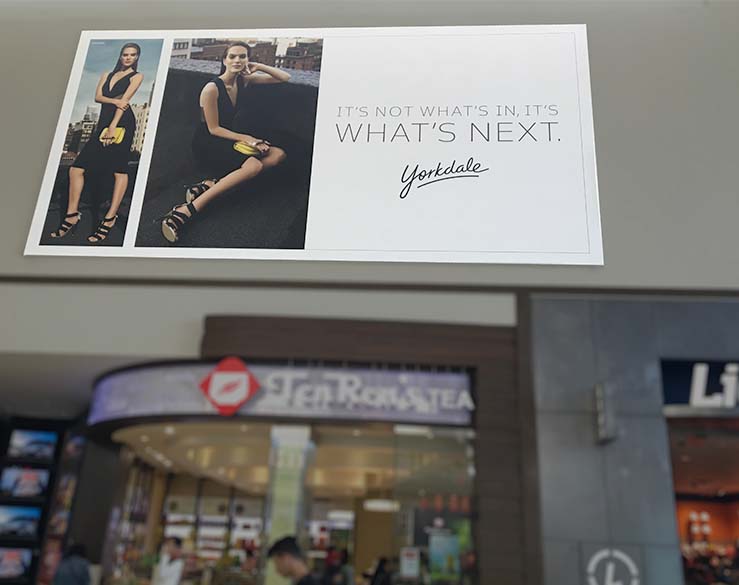 IT'S NOT WHAT'S IN, IT'S
WHAT'S NEXT.
Yorkdale
Ten Ren's TEA